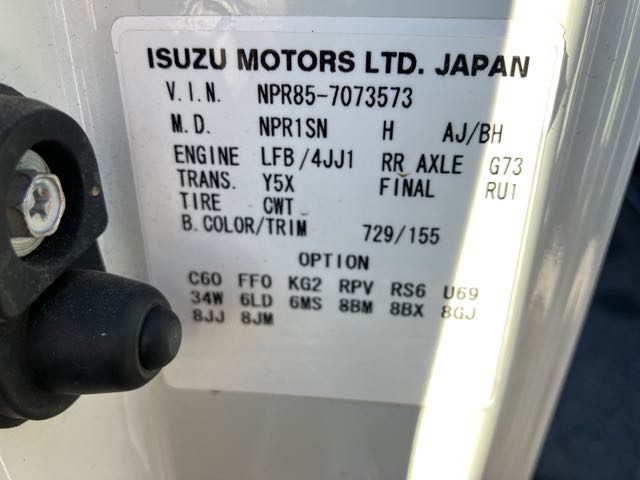 ISUZU MOTORS LTD. JAPAN
V.I.N. NPR85-7073573
M.D. NPR1SN H AJ/BH
ENGINE LFB/4JJ1 RR AXLE G73
TRANS. Y5X FINAL RU1
TIRE CWT
B.COLOR/TRIM 729/155
OPTION
C60 FF0 KG2 RPV RS6 U69
34W 6LD 6MS 8BM 8BX 8GJ
8JJ 8JM